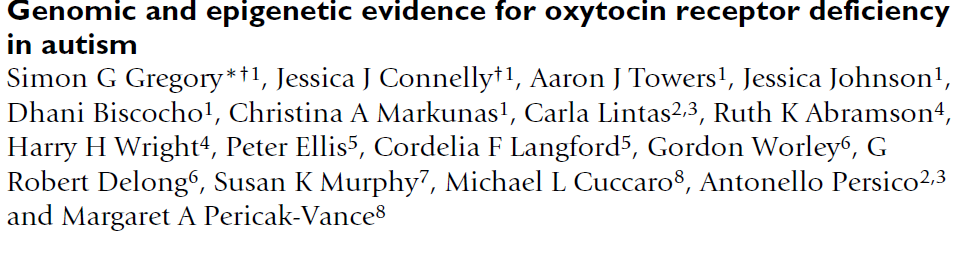 Genomic and epigenetic evidence for oxytocin receptor deficiency
in autism
Simon G Gregory*†1, Jessica J Connelly†1, Aaron J Towers1, Jessica Johnson1,
Dhani Biscocho1, Christina A Markunas1, Carla Lintas2,3, Ruth K Abramson4,
Harry H Wright4, Peter Ellis5, Cordelia F Langford5, Gordon Worley6, G
Robert Delong6, Susan K Murphy7, Michael L Cuccaro8, Antonello Persico2,3
and Margaret A Pericak-Vance8